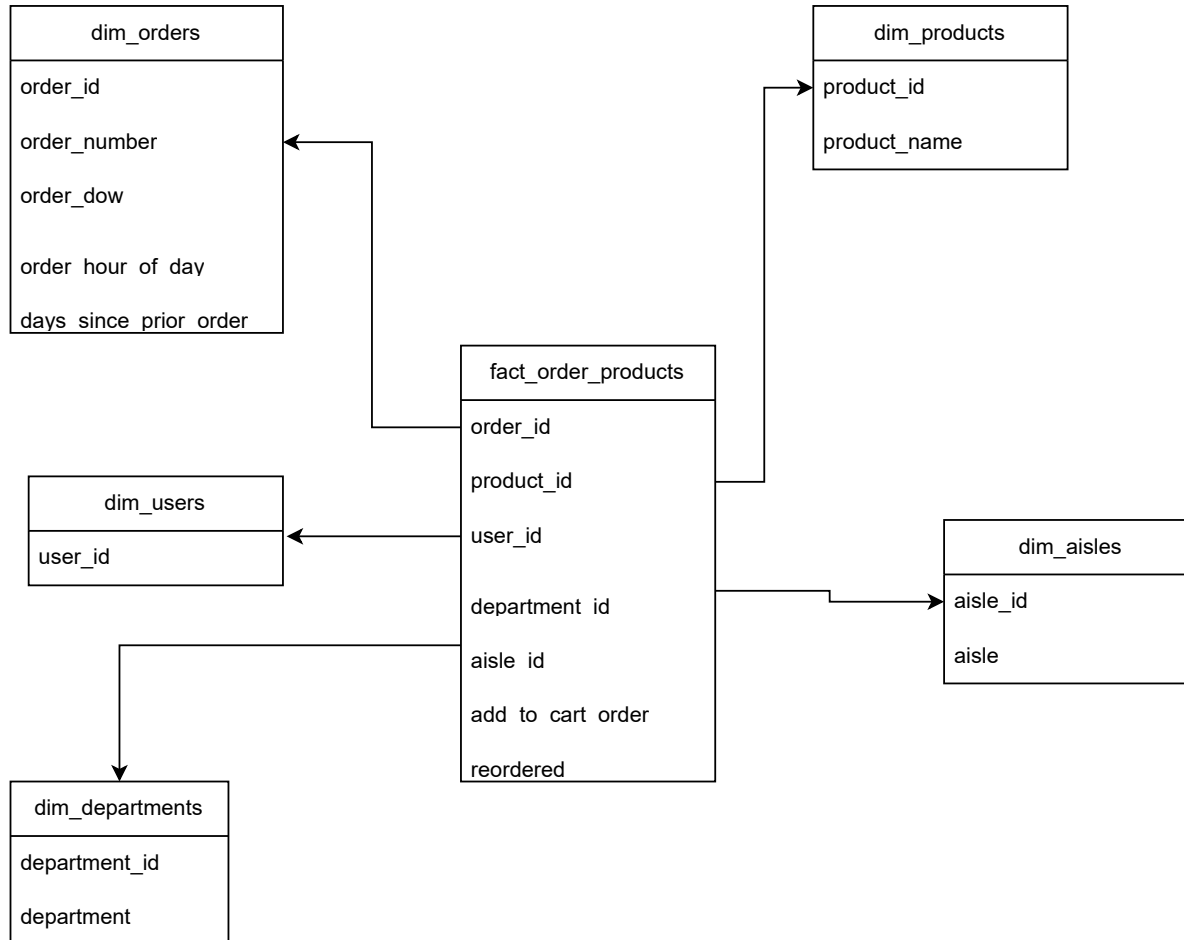 dim_orders
order_id
order_number
order_dow
order_hour_of_day
days_since_prior_order
dim_products
product_id
product_name
fact_order_products
order_id
product_id
user_id
department_id
aisle_id
add_to_cart_order
reordered
dim_users
user_id
dim_aisles
aisle_id
aisle
dim_departments
department_id
department